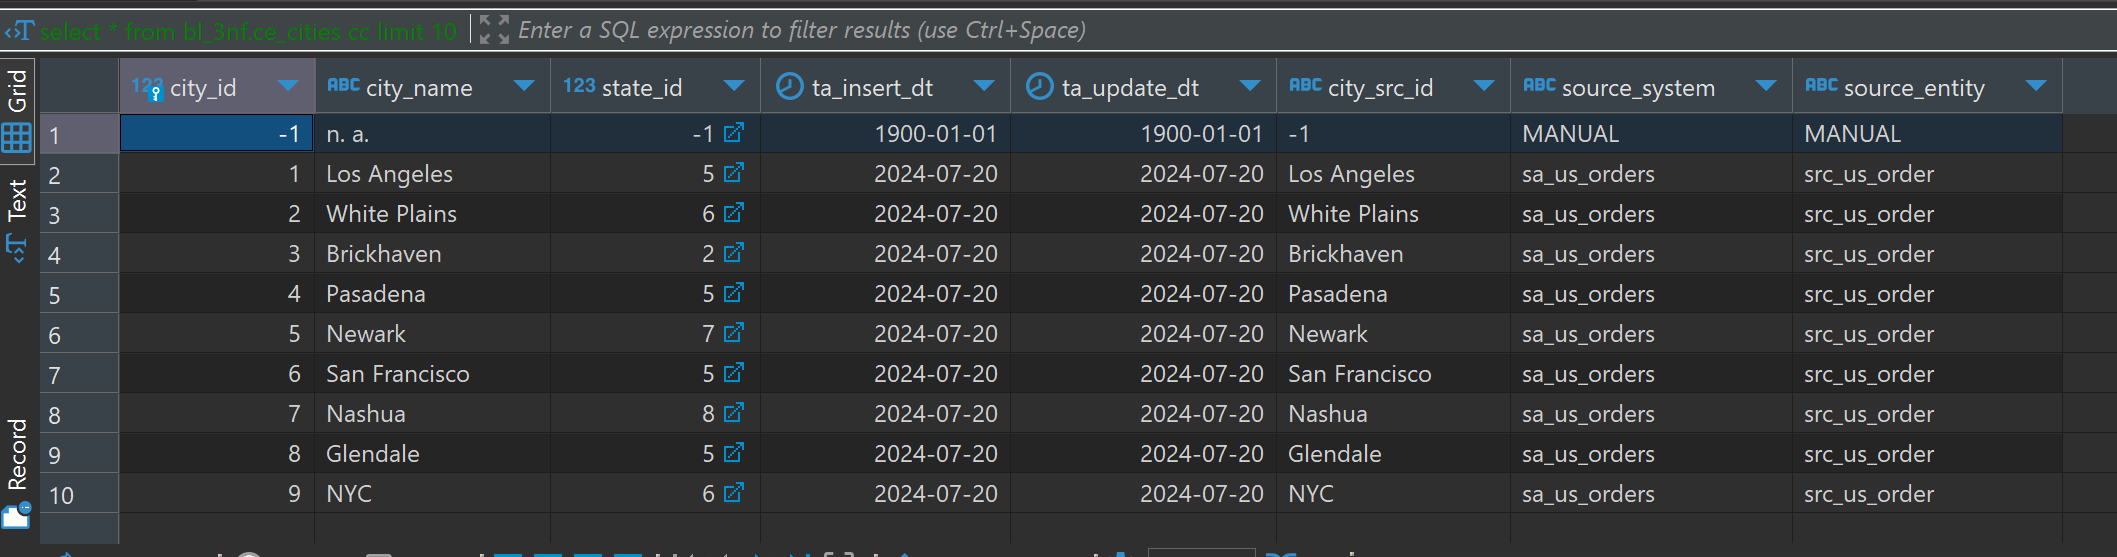 select * from bl_3nf.ce_cities cc limit 10 Enter a SQL expression to filter results (use Ctrl+Space)
Grid
Text
Record
123 city_id ABC city_name 123 state_id ta_insert_dt ta_update_dt ABC city_src_id ABC source_system ABC source_entity
1 -1 n. a. -1 1900-01-01 1900-01-01 -1 MANUAL MANUAL
2 1 Los Angeles 5 2024-07-20 2024-07-20 Los Angeles sa_us_orders src_us_order
3 2 White Plains 6 2024-07-20 2024-07-20 White Plains sa_us_orders src_us_order
4 3 Brickhaven 2 2024-07-20 2024-07-20 Brickhaven sa_us_orders src_us_order
5 4 Pasadena 5 2024-07-20 2024-07-20 Pasadena sa_us_orders src_us_order
6 5 Newark 7 2024-07-20 2024-07-20 Newark sa_us_orders src_us_order
7 6 San Francisco 5 2024-07-20 2024-07-20 San Francisco sa_us_orders src_us_order
8 7 Nashua 8 2024-07-20 2024-07-20 Nashua sa_us_orders src_us_order
9 8 Glendale 5 2024-07-20 2024-07-20 Glendale sa_us_orders src_us_order
10 9 NYC 6 2024-07-20 2024-07-20 NYC sa_us_orders src_us_order